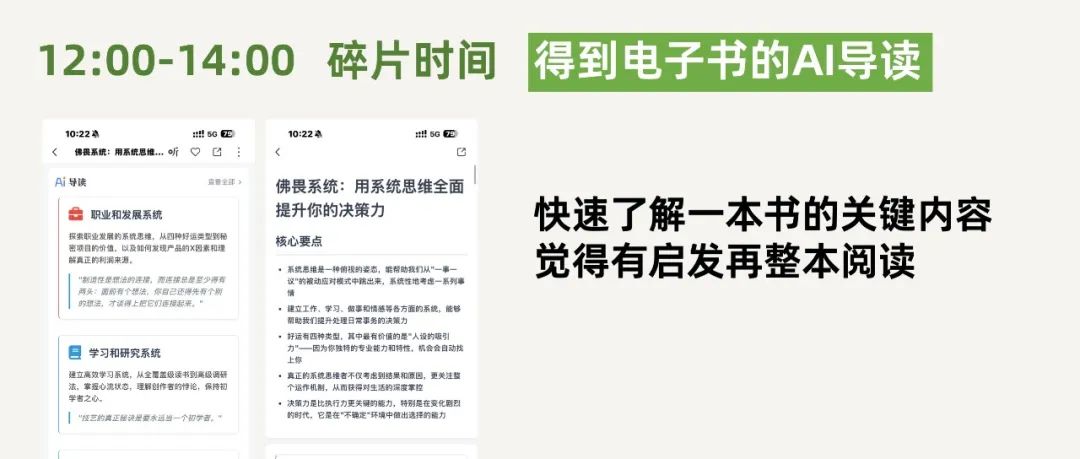 12:00-14:00 碎片时间 得到电子书的AI导读
10:22 5G 79
佛畏系统：用系统思维...
Ai 导读 查看全部 >
职业和发展系统
探索职业发展的系统思维，从四种好运类型到秘
密项目的价值，以及如何发现产品的X因素和理
解真正的利润来源。
"制造性是想法的连接，而连接总是至少得有
两头：面前有个想法，你自己还得先有个别
的想法，才谈得上把它们连接起来。"
学习和研究系统
建立高效学习系统，从全覆盖级读书到高级调研
法，掌握心流状态，理解创作者的悖论，保持初
学者之心。
"技艺的真正秘诀是要永远当一个初学者。"
10:22 5G 79
佛畏系统：用系统思维全面
提升你的决策力
核心要点
• 系统思维是一种俯视的姿态，能帮助我们从"一事一
议"的被动应对模式中跳出来，系统性地考虑一系列事
情
• 建立工作、学习、做事和情感等各方面的系统，能够
帮助我们提升处理日常事务的决策力
• 好运有四种类型，其中最有价值的是"人设的吸引
力"——因为你独特的专业能力和特性，机会会自动找
上你
• 真正的系统思维者不仅考虑到结果和原因，更关注整
个运作机制，从而获得对生活的深度掌控
• 决策力是比执行力更关键的能力，特别是在变化剧烈
的时代，它是在"不确定"环境中做出选择的能力
快速了解一本书的关键内容
觉得有启发再整本阅读